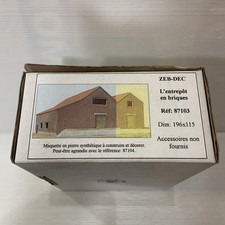 ZEB-DEC
L'entrepôt
en briques
Réf: 87103
Dim: 196x115
Accessoires non
fournis
Maquette en pierre synthétique à construire et décorer.
Peut-être agrandie avec le référence 87104.